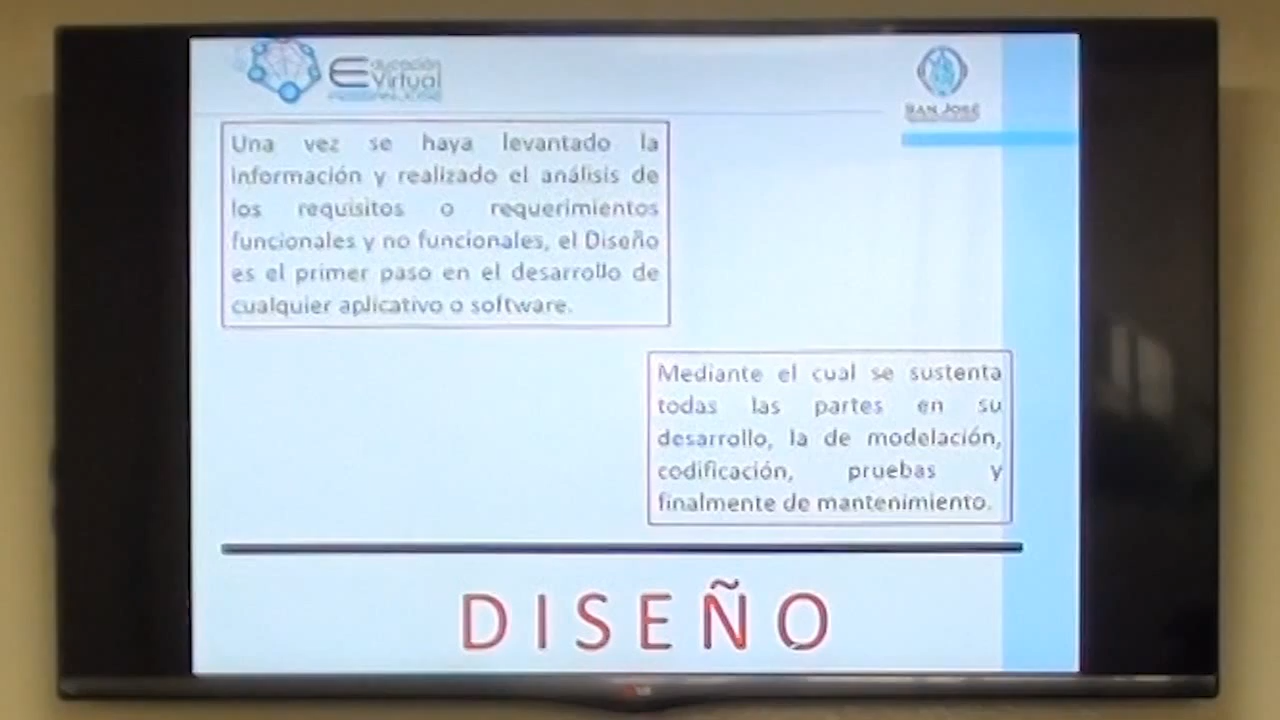 Educación
Virtual
SAN JOSÉ
Una vez se haya levantado la
información y realizado el análisis de
los requisitos o requerimientos
funcionales y no funcionales, el Diseño
es el primer paso en el desarrollo de
cualquier aplicativo o software.
Mediante el cual se sustenta
todas las partes en su
desarrollo, la de modelación,
codificación, pruebas y
finalmente de mantenimiento.
DISEÑO